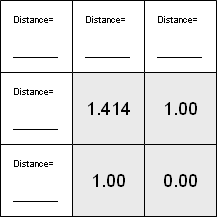 Distance= Distance= Distance=
Distance= 1.414 1.00
Distance= 1.00 0.00